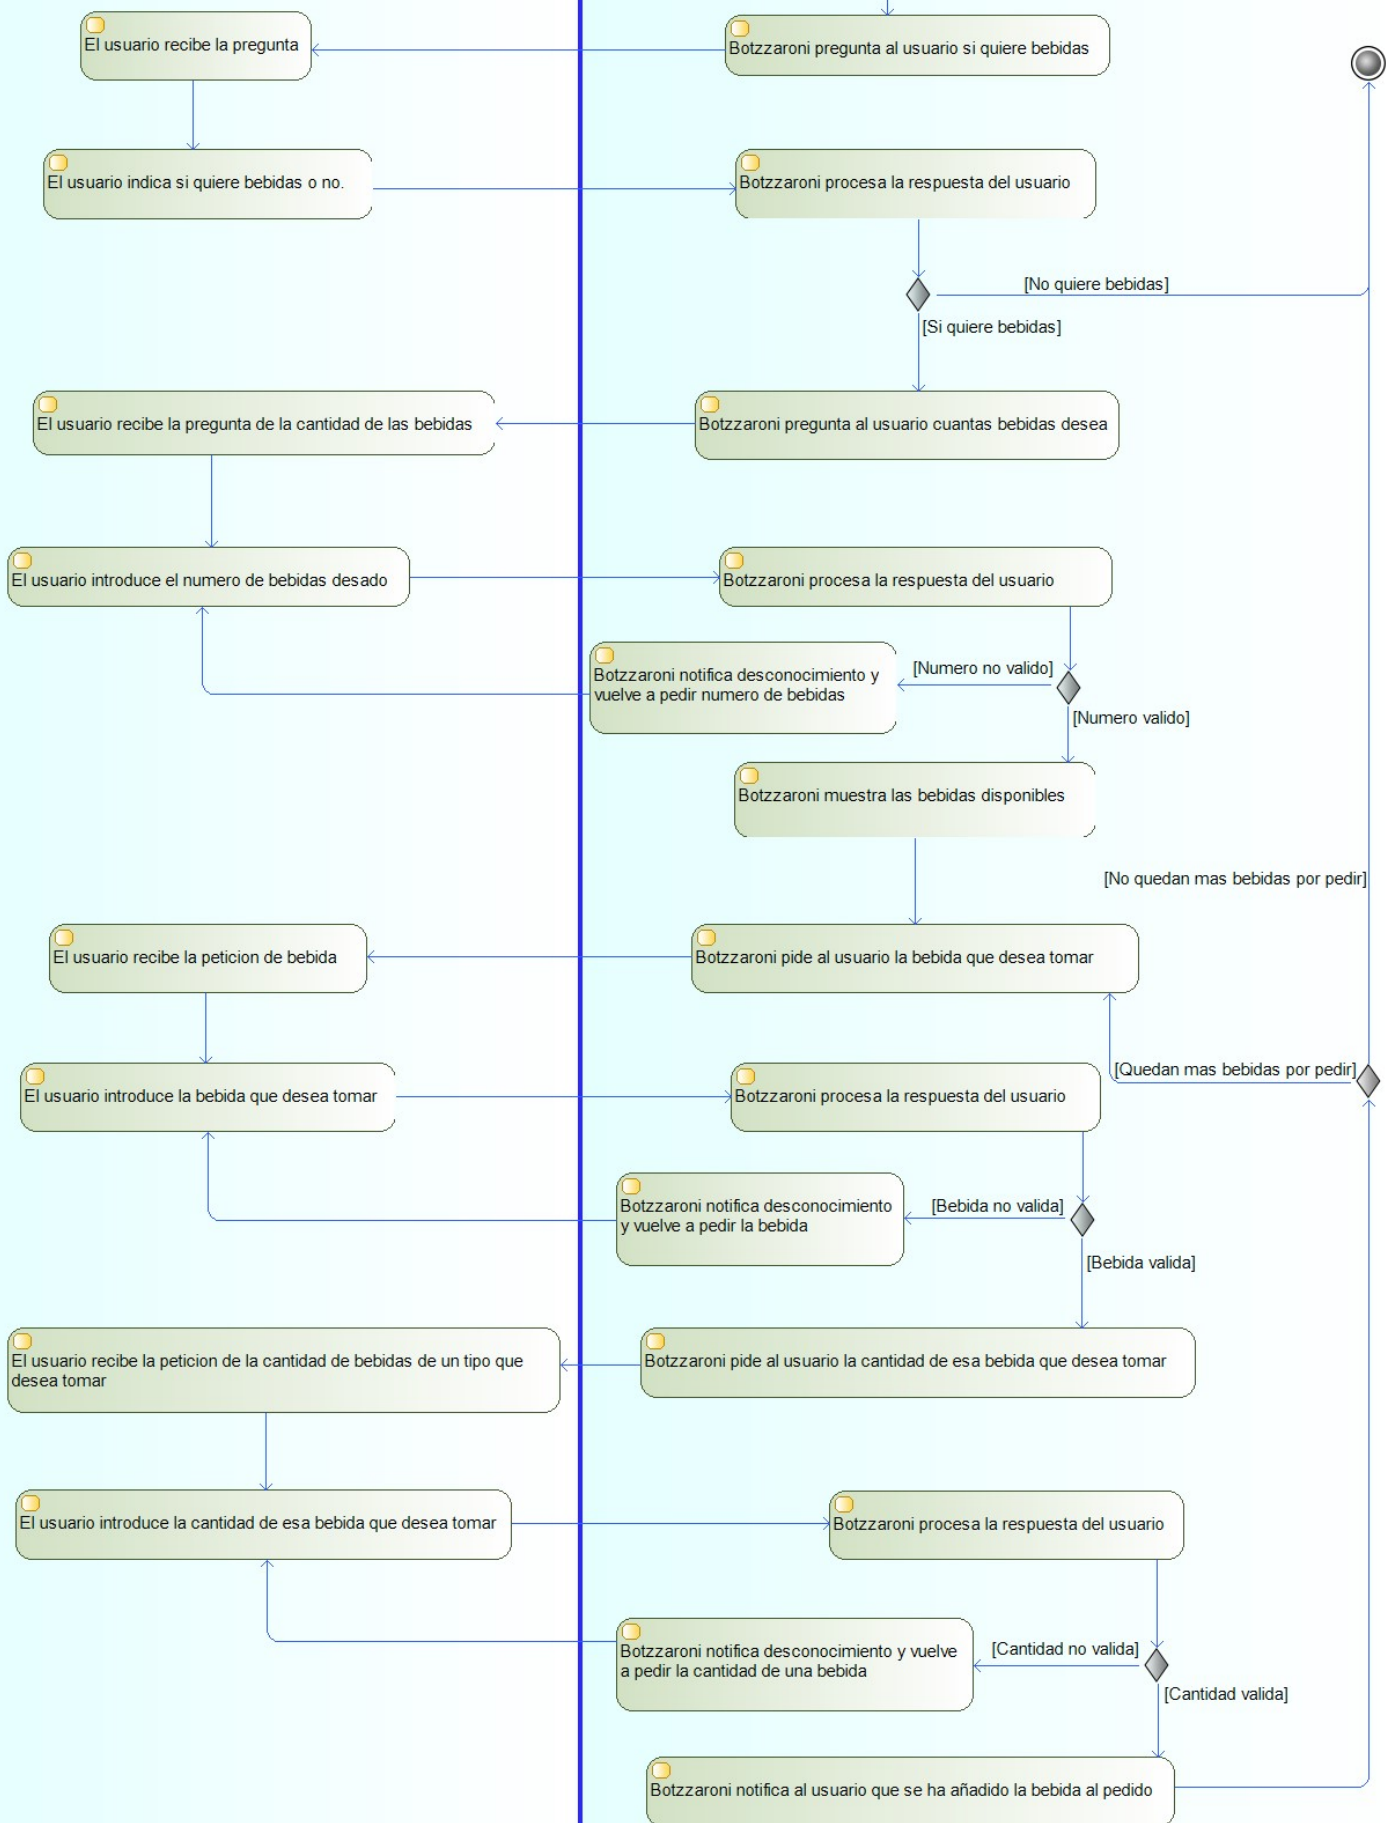 El usuario recibe la pregunta
Botzzaroni pregunta al usuario si quiere bebidas
El usuario indica si quiere bebidas o no.
Botzzaroni procesa la respuesta del usuario
[No quiere bebidas]
[Si quiere bebidas]
El usuario recibe la pregunta de la cantidad de las bebidas
Botzzaroni pregunta al usuario cuantas bebidas desea
El usuario introduce el numero de bebidas desado
Botzzaroni procesa la respuesta del usuario
Botzzaroni notifica desconocimiento y
vuelve a pedir numero de bebidas
[Numero no valido]
[Numero valido]
Botzzaroni muestra las bebidas disponibles
[No quedan mas bebidas por pedir]
El usuario recibe la peticion de bebida
Botzzaroni pide al usuario la bebida que desea tomar
[Quedan mas bebidas por pedir]
El usuario introduce la bebida que desea tomar
Botzzaroni procesa la respuesta del usuario
Botzzaroni notifica desconocimiento
y vuelve a pedir la bebida
[Bebida no valida]
[Bebida valida]
El usuario recibe la peticion de la cantidad de bebidas de un tipo que
desea tomar
Botzzaroni pide al usuario la cantidad de esa bebida que desea tomar
El usuario introduce la cantidad de esa bebida que desea tomar
Botzzaroni procesa la respuesta del usuario
Botzzaroni notifica desconocimiento y vuelve
a pedir la cantidad de una bebida
[Cantidad no valida]
[Cantidad valida]
Botzzaroni notifica al usuario que se ha añadido la bebida al pedido